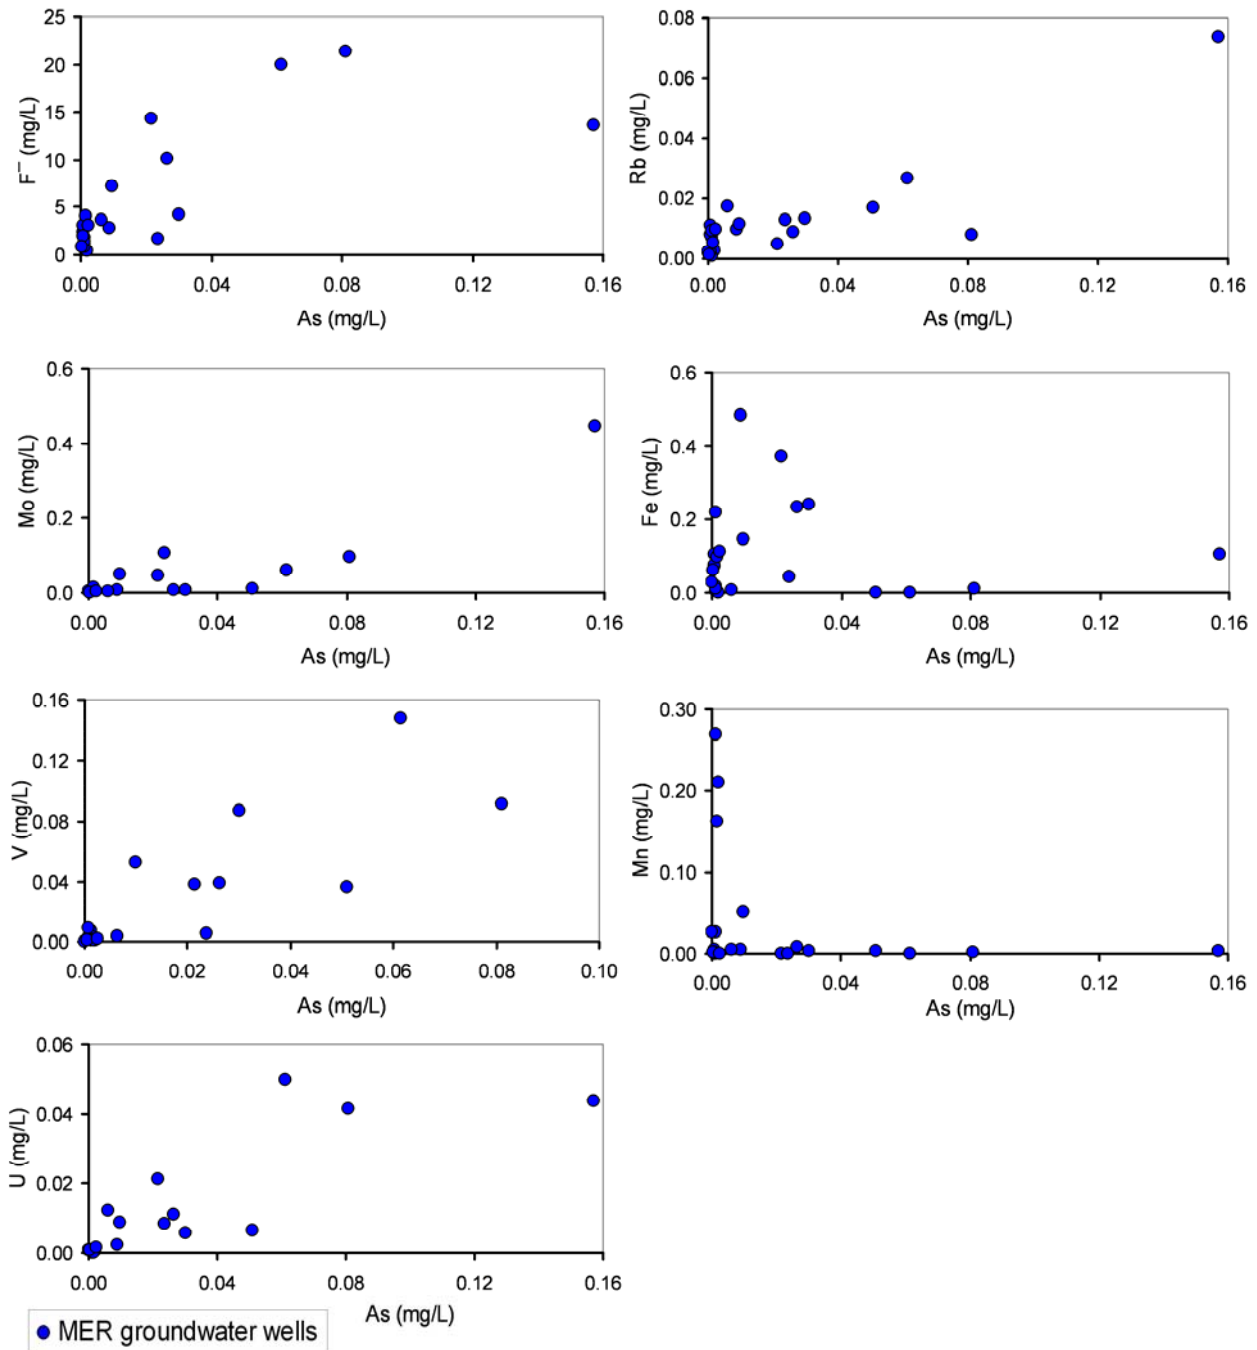 25
20
15
10
5
0
F⁻ (mg/L)
0.00 0.04 0.08 0.12 0.16
As (mg/L)
0.08
0.06
0.04
0.02
0.00
Rb (mg/L)
0.00 0.04 0.08 0.12 0.16
As (mg/L)
0.6
0.4
0.2
0.0
Mo (mg/L)
0.00 0.04 0.08 0.12 0.16
As (mg/L)
0.6
0.4
0.2
0.0
Fe (mg/L)
0.00 0.04 0.08 0.12 0.16
As (mg/L)
0.16
0.12
0.08
0.04
0.00
V (mg/L)
0.00 0.02 0.04 0.06 0.08 0.10
As (mg/L)
0.30
0.20
0.10
0.00
Mn (mg/L)
0.00 0.04 0.08 0.12 0.16
As (mg/L)
0.06
0.04
0.02
0.00
U (mg/L)
0.00 0.04 0.08 0.12 0.16
As (mg/L)
MER groundwater wells